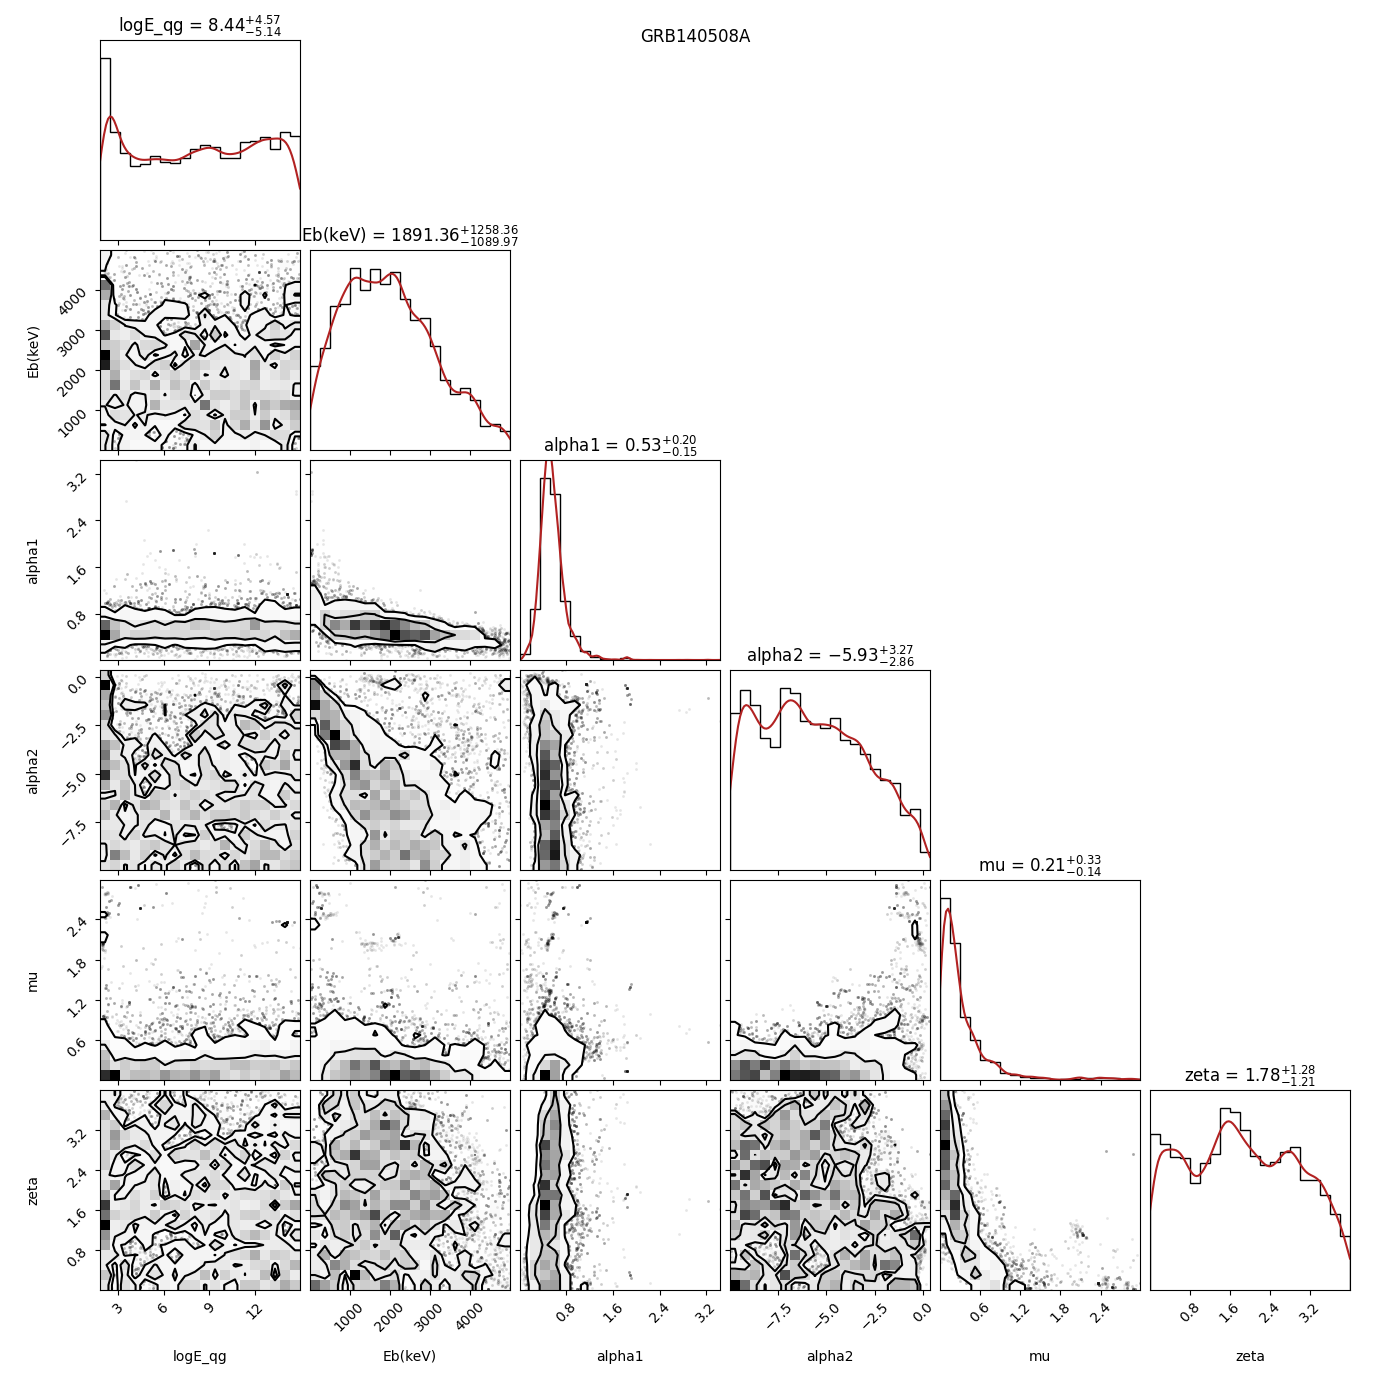 logE_qg = 8.44+4.57−5.14
GRB140508A
Eb(keV) = 1891.36+1258.36−1089.97
4000
3000
2000
1000
Eb(keV)
alpha1 = 0.53+0.20−0.15
3.2
2.4
1.6
0.8
alpha1
alpha2 = −5.93+3.27−2.86
0.0
−2.5
−5.0
−7.5
alpha2
mu = 0.21+0.33−0.14
2.4
1.8
1.2
0.6
mu
zeta = 1.78+1.28−1.21
3.2
2.4
1.6
0.8
zeta
3 6 9 12 1000 2000 3000 4000 0.8 1.6 2.4 3.2 −7.5 −5.0 −2.5 0.0 0.6 1.2 1.8 2.4 0.8 1.6 2.4 3.2
logE_qg Eb(keV) alpha1 alpha2 mu zeta